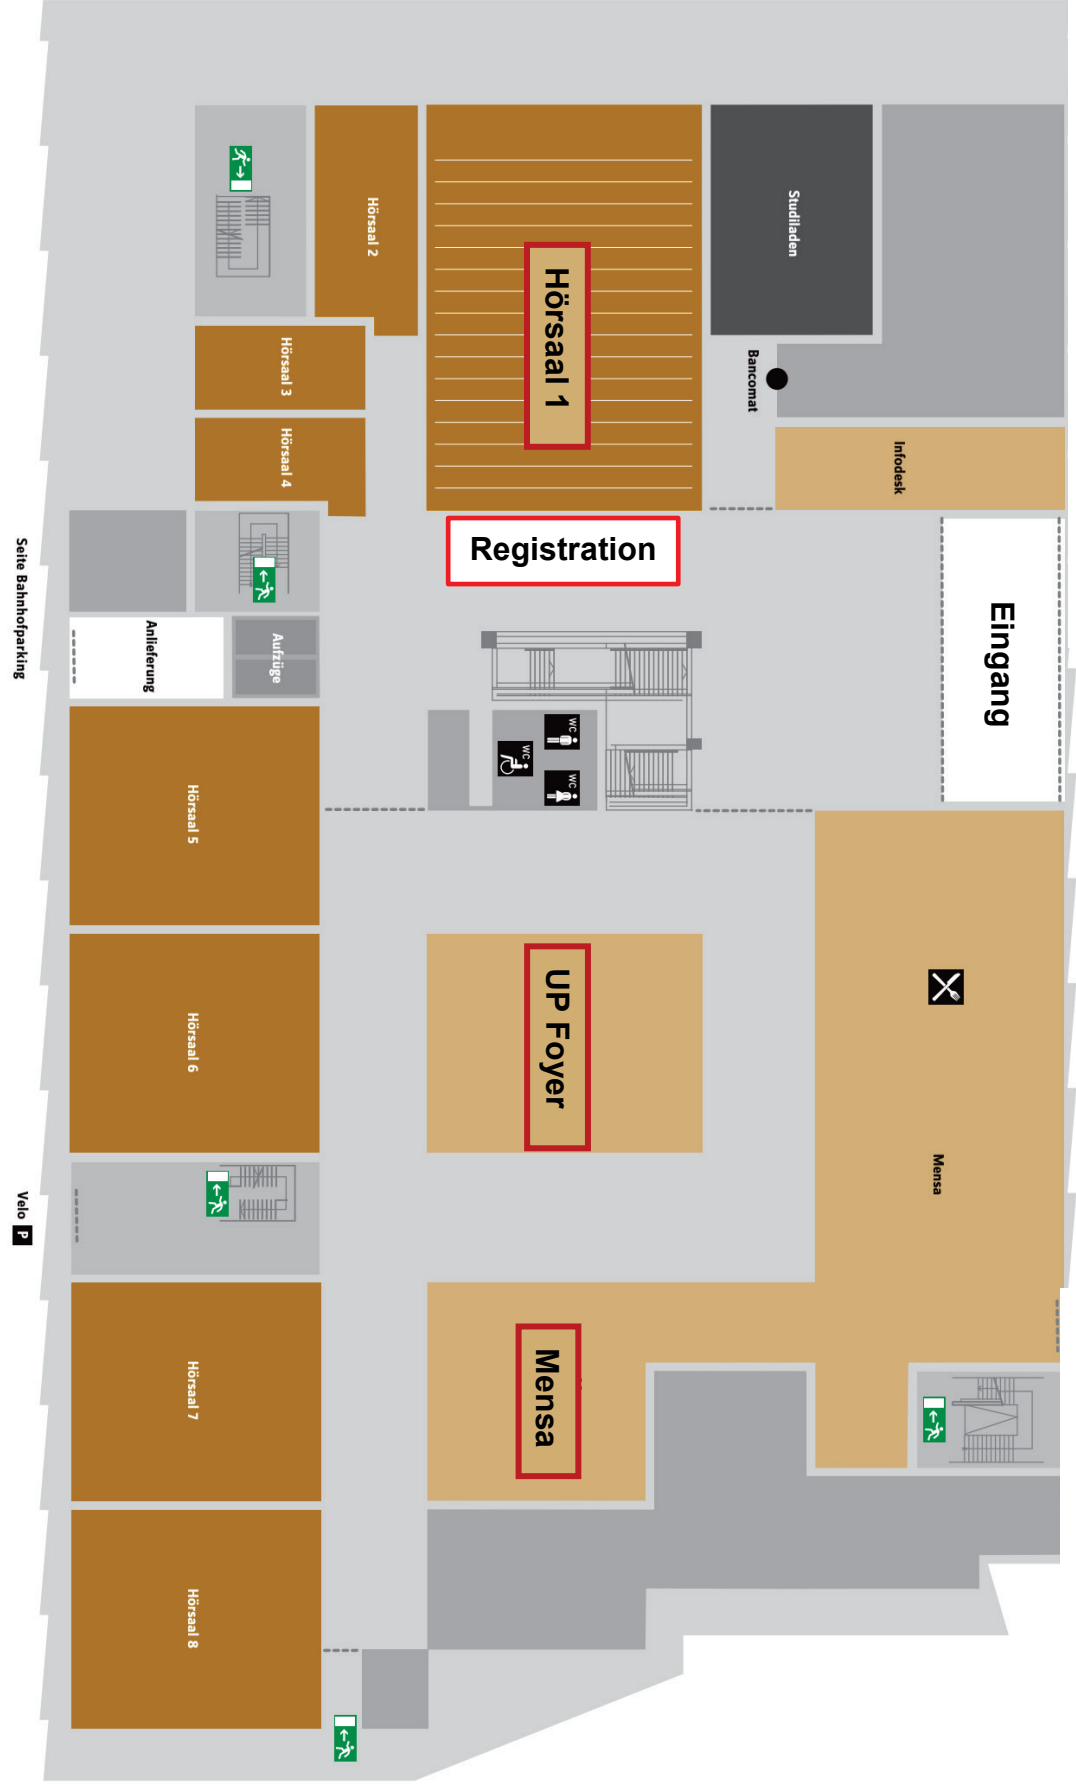 Hörsaal 2
Studiladen
Hörsaal 1
Hörsaal 3
Bancomat
Hörsaal 4
Infodesk
Registration
Seite Bahnhofparking
Anlieferung
Aufzüge
Eingang
WC
WC
WC
Hörsaal 5
UP Foyer
Hörsaal 6
Mensa
Velo P
Hörsaal 7
Mensa
Hörsaal 8